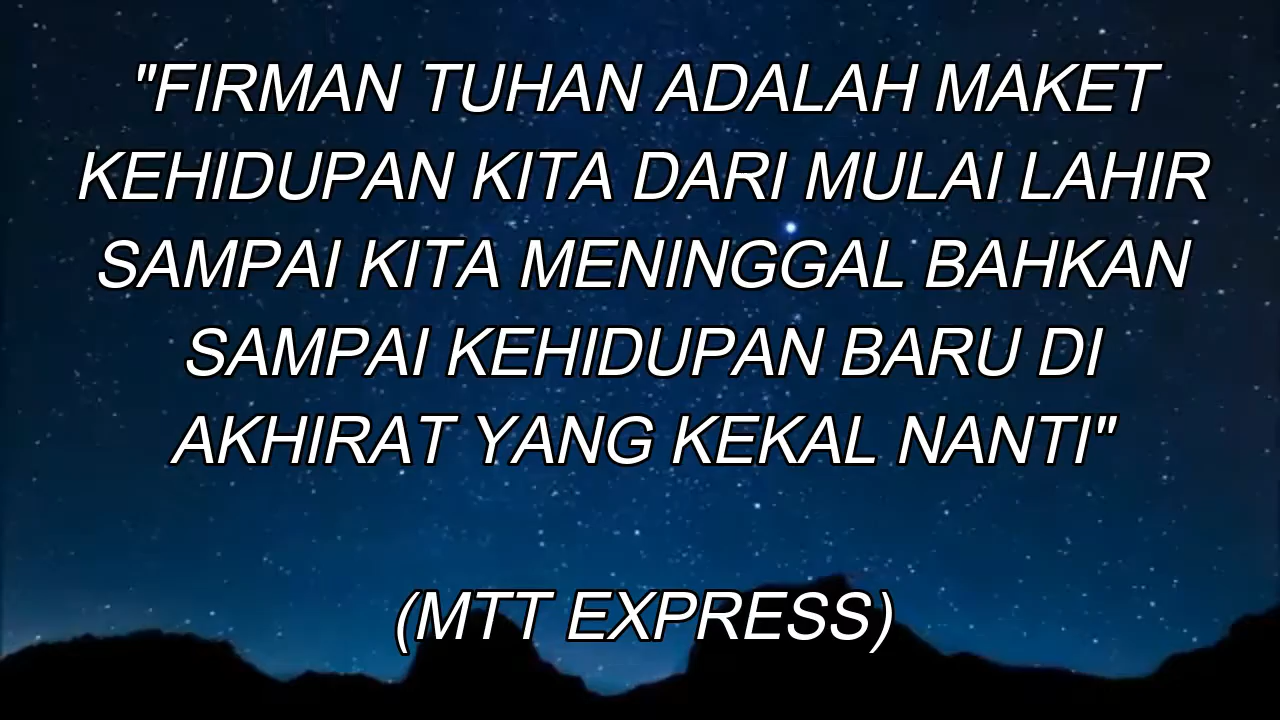 "FIRMAN TUHAN ADALAH MAKET
KEHIDUPAN KITA DARI MULAI LAHIR
SAMPAI KITA MENINGGAL BAHKAN
SAMPAI KEHIDUPAN BARU DI
AKHIRAT YANG KEKAL NANTI"
(MTT EXPRESS)